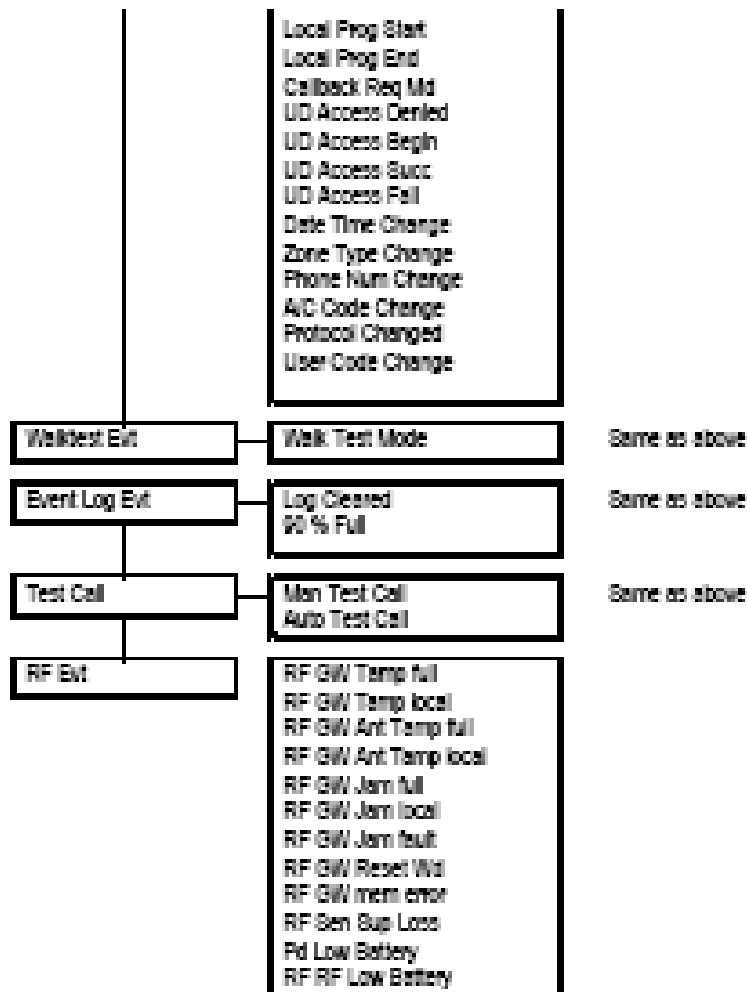 Local Prog Start
Local Prog End
Callback Req Md
UD Access Denied
UD Access Begin
UD Access Succ
UD Access Fail
Date Time Change
Zone Type Change
Phone Num Change
A/C Code Change
Protocol Changed
User Code Change
Walktest Evt
Walk Test Mode
Same as above
Event Log Evt
Log Cleared
90 % Full
Same as above
Test Call
Man Test Call
Auto Test Call
Same as above
RF Evt
RF GW Tamp full
RF GW Tamp local
RF GW Ant Tamp full
RF GW Ant Tamp local
RF GW Jam full
RF GW Jam local
RF GW Jam fault
RF GW Reset Wd
RF GW mem error
RF Sen Sup Loss
Pd Low Battery
RF RF Low Battery